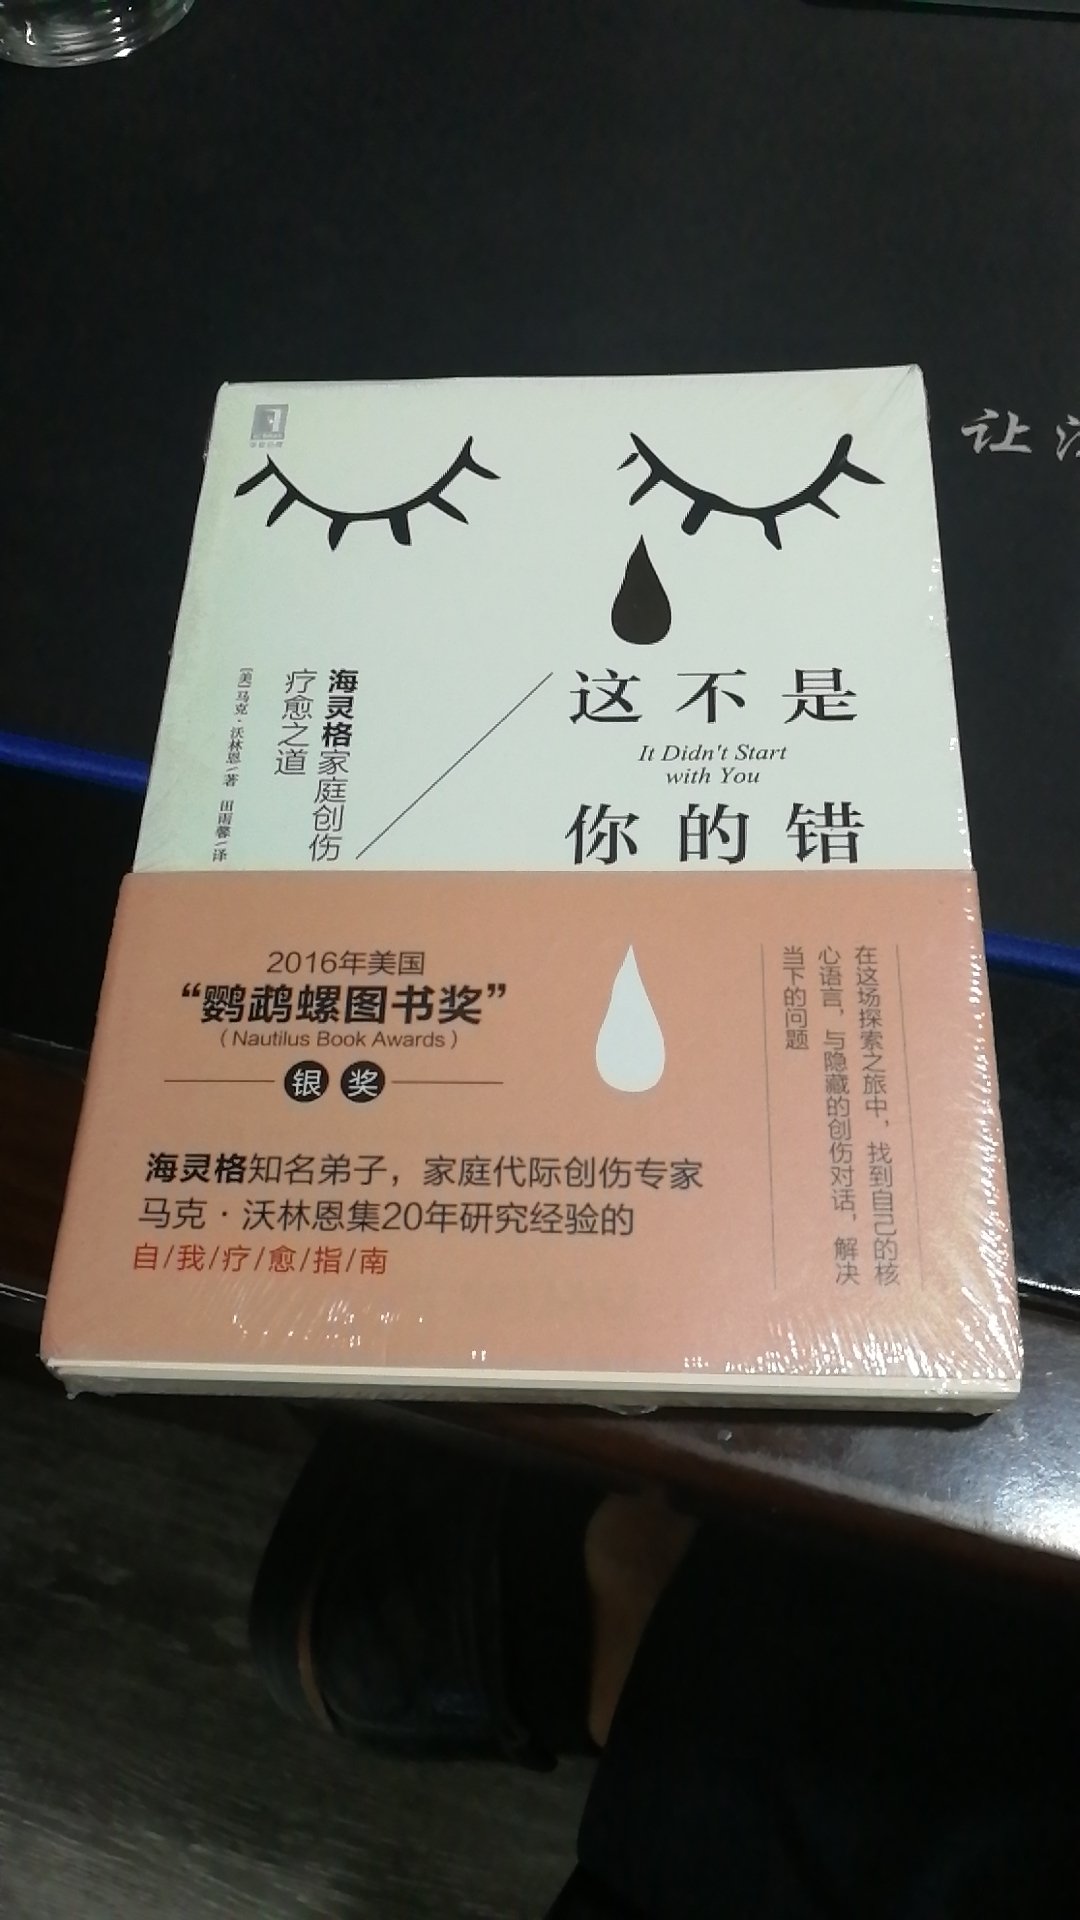 这不是
It Didn't Start
with You
你的错
海灵格家庭创伤
疗愈之道
[美]马克·沃林恩\著 田雨馨\译
2016年美国
“鹦鹉螺图书奖”
(Nautilus Book Awards)
银奖
海灵格知名弟子，家庭代际创伤专家
马克·沃林恩集20年研究经验的
自/我/疗/愈/指/南
在这场探索之旅中，找到自己的核
心语言，与隐藏的创伤对话，解决
当下的问题
让